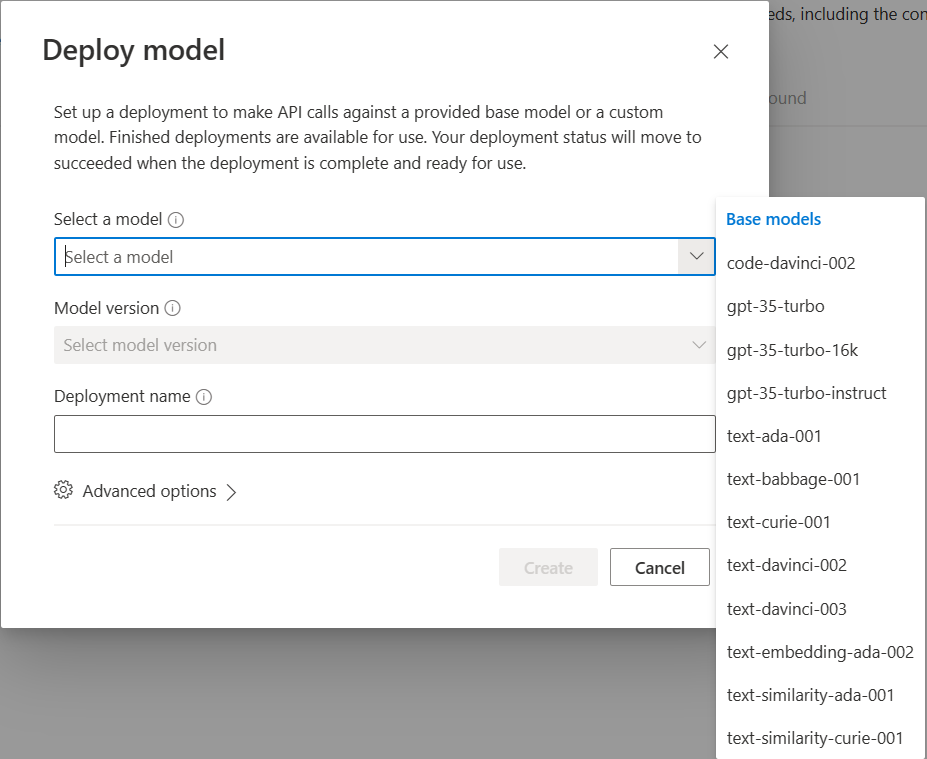 eds, including the con
Deploy model
ound
Set up a deployment to make API calls against a provided base model or a custom
model. Finished deployments are available for use. Your deployment status will move to
succeeded when the deployment is complete and ready for use.
Select a model
Select a model
Model version
Select model version
Deployment name
Advanced options
Create
Cancel
Base models
code-davinci-002
gpt-35-turbo
gpt-35-turbo-16k
gpt-35-turbo-instruct
text-ada-001
text-babbage-001
text-curie-001
text-davinci-002
text-davinci-003
text-embedding-ada-002
text-similarity-ada-001
text-similarity-curie-001